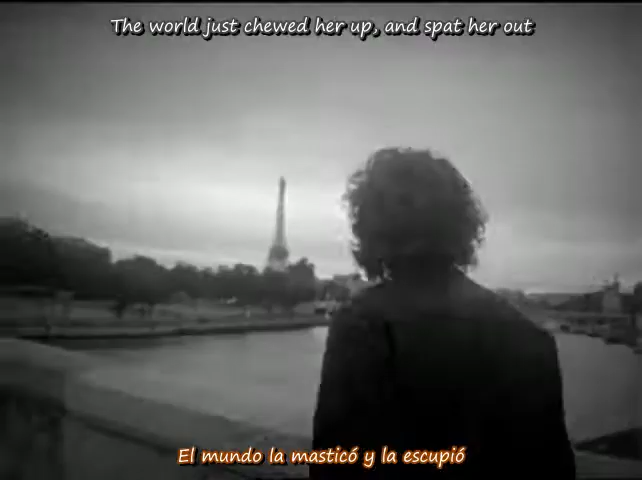 The world just chewed her up, and spat her out
El mundo la masticó y la escupió